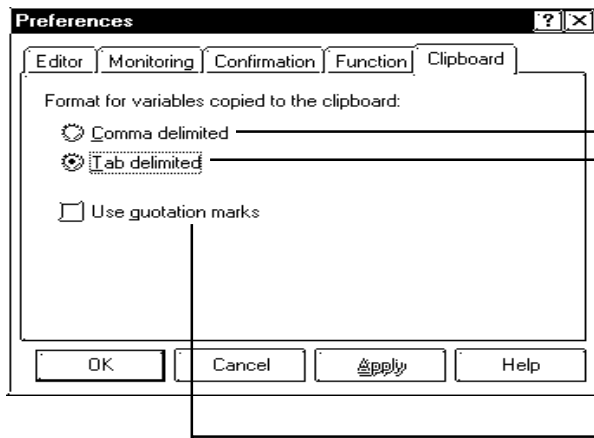 Preferences
Editor Monitoring Confirmation Function Clipboard
Format for variables copied to the clipboard:
Comma delimited
Tab delimited
Use guotation marks
OK Cancel Apply Help